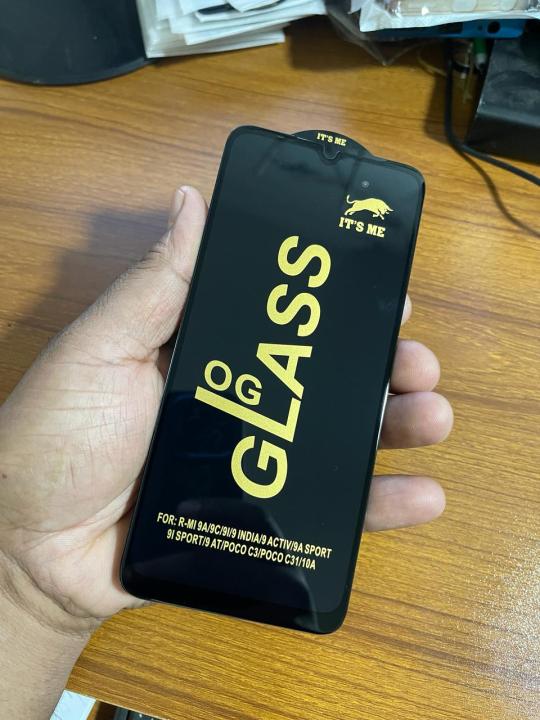 IT'S ME
IT'S ME
OG
GLASS
FOR: R-MI 9A/9C/9I/9 INDIA/9 ACTIV/9A SPORT
9I SPORT/9 AT/POCO C3/POCO C31/10A